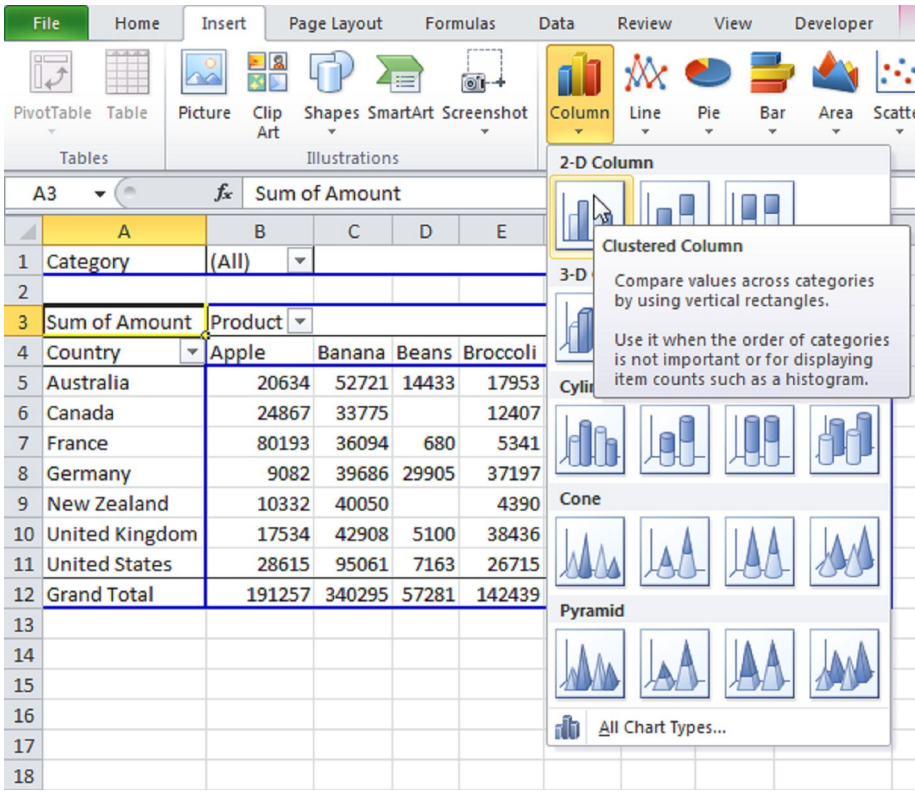 File Home Insert Page Layout Formulas Data Review View Developer
PivotTable Table Picture Clip Art Shapes SmartArt Screenshot Column Line Pie Bar Area
Tables Illustrations
2-D Column
A3 fx Sum of Amount
Clustered Column
Compare values across categories
by using vertical rectangles.
Use it when the order of categories
is not important or for displaying
item counts such as a histogram.
A B C D E
1 Category (All)
2
3-D
3 Sum of Amount Product
4 Country Apple Banana Beans Broccoli
5 Australia 20634 52721 14433 17953
6 Canada 24867 33775 12407
7 France 80193 36094 680 5341
8 Germany 9082 39686 29905 37197
9 New Zealand 10332 40050 4390
Cone
10 United Kingdom 17534 42908 5100 38436
11 United States 28615 95061 7163 26715
12 Grand Total 191257 340295 57281 142439
Pyramid
13
14
15
16
All Chart Types...
17
18